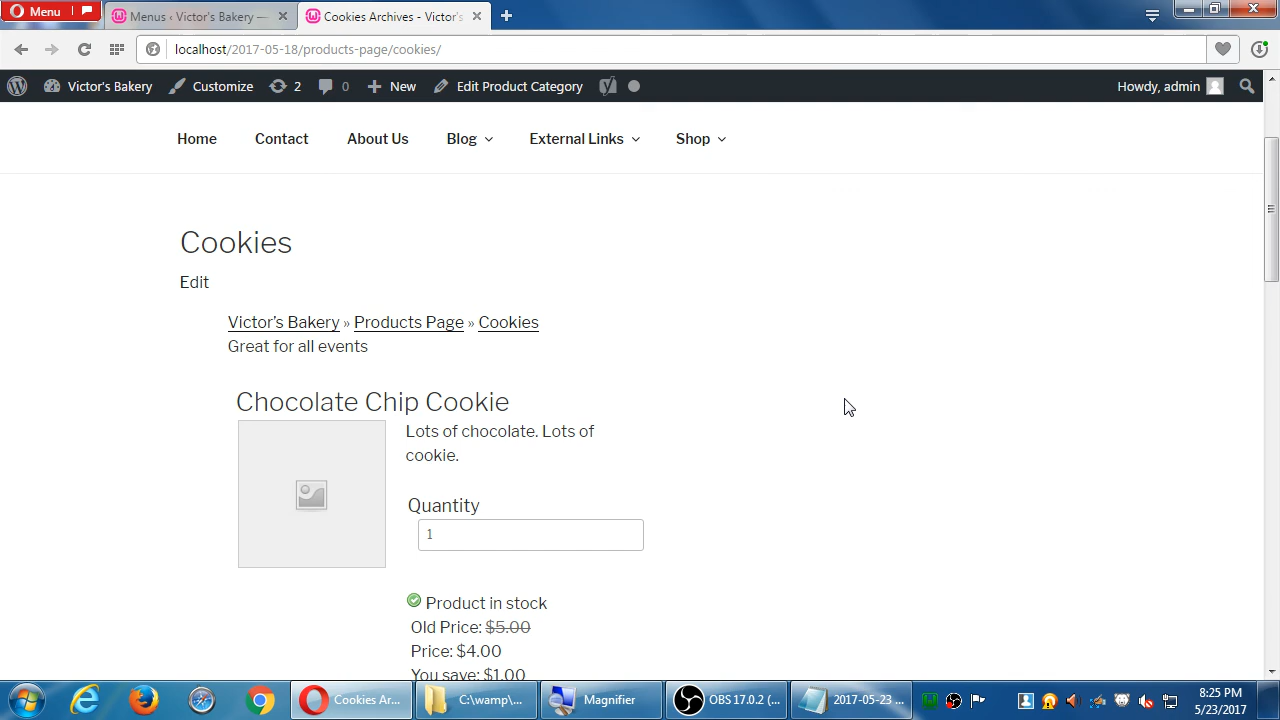 Menu
Menus ‹ Victor's Bakery —
Cookies Archives - Victor's
localhost/2017-05-18/products-page/cookies/
Victor's Bakery
Customize
2
0
New
Edit Product Category
Howdy, admin
Home
Contact
About Us
Blog
External Links
Shop
Cookies
Edit
Victor's Bakery » Products Page » Cookies
Great for all events
Chocolate Chip Cookie
Lots of chocolate. Lots of
cookie.
Quantity
1
Product in stock
Old Price: $5.00
Price: $4.00
You save: $1.00
Cookies Ar...
C:\wamp\...
Magnifier
OBS 17.0.2 (...
2017-05-23 ...
8:25 PM
5/23/2017